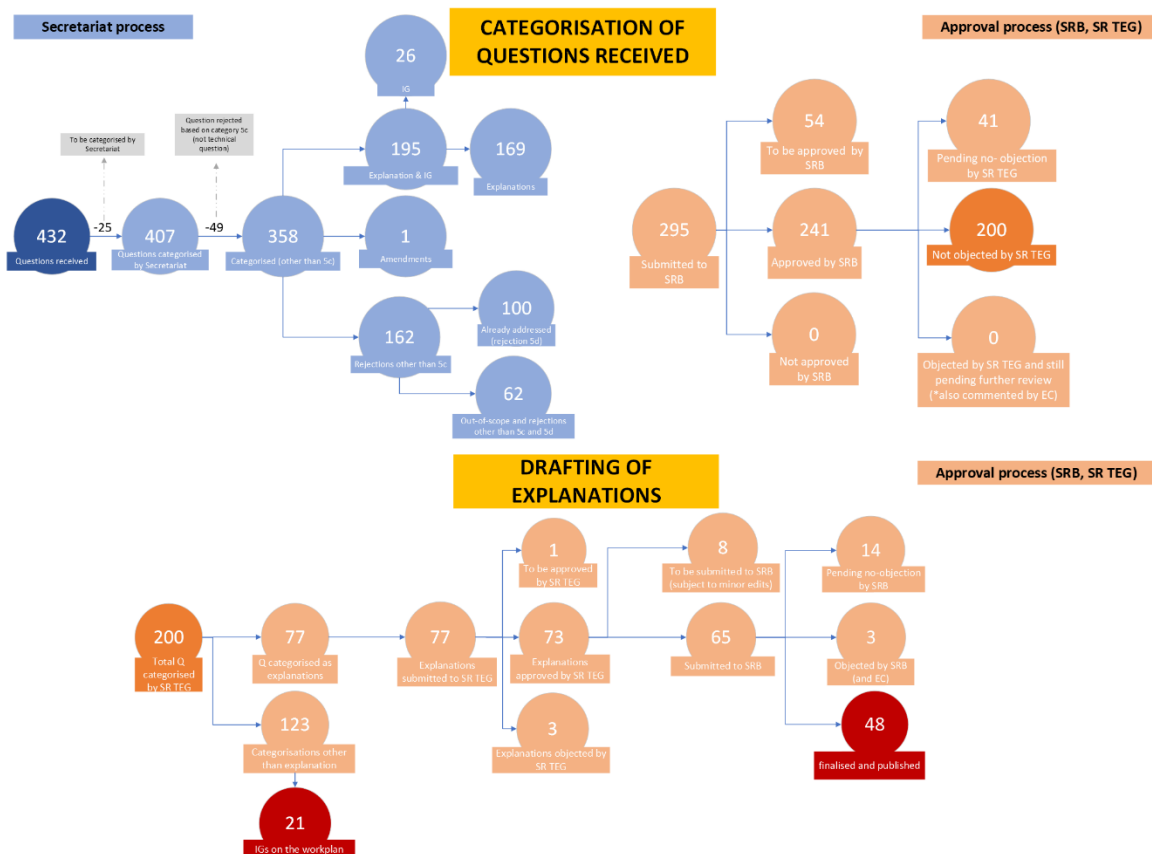 Secretariat process
CATEGORISATION OF
QUESTIONS RECEIVED
Approval process (SRB, SR TEG)
To be categorised by
Secretariat
Question rejected
based on category 5c
(not technical
question)
432
Questions received
-25
407
Questions categorised
by Secretariat
-49
358
Categorised (other than 5c)
26
IG
195
Explanation & IG
169
Explanations
1
Amendments
162
Rejections other than 5c
100
Already addressed
(rejection 5d)
62
Out-of-scope and rejections
other than 5c and 5d
295
Submitted to
SRB
54
To be approved by
SRB
241
Approved by SRB
0
Not approved
by SRB
41
Pending no- objection
by SR TEG
200
Not objected by SR TEG
0
Objected by SR TEG and still
pending further review
(*also commented by EC)
DRAFTING OF
EXPLANATIONS
Approval process (SRB, SR TEG)
200
Total Q
categorised
by SR TEG
77
Q categorised as
explanations
123
Categorisations other
than explanation
21
IGs on the workplan
77
Explanations
submitted to SR TEG
1
To be approved
by SR TEG
73
Explanations
approved by SR TEG
3
Explanations objected by
SR TEG
8
To be submitted to SRB
(subject to minor edits)
65
Submitted to SRB
14
Pending no-objection
by SRB
3
Objected by SRB
(and EC)
48
finalised and published